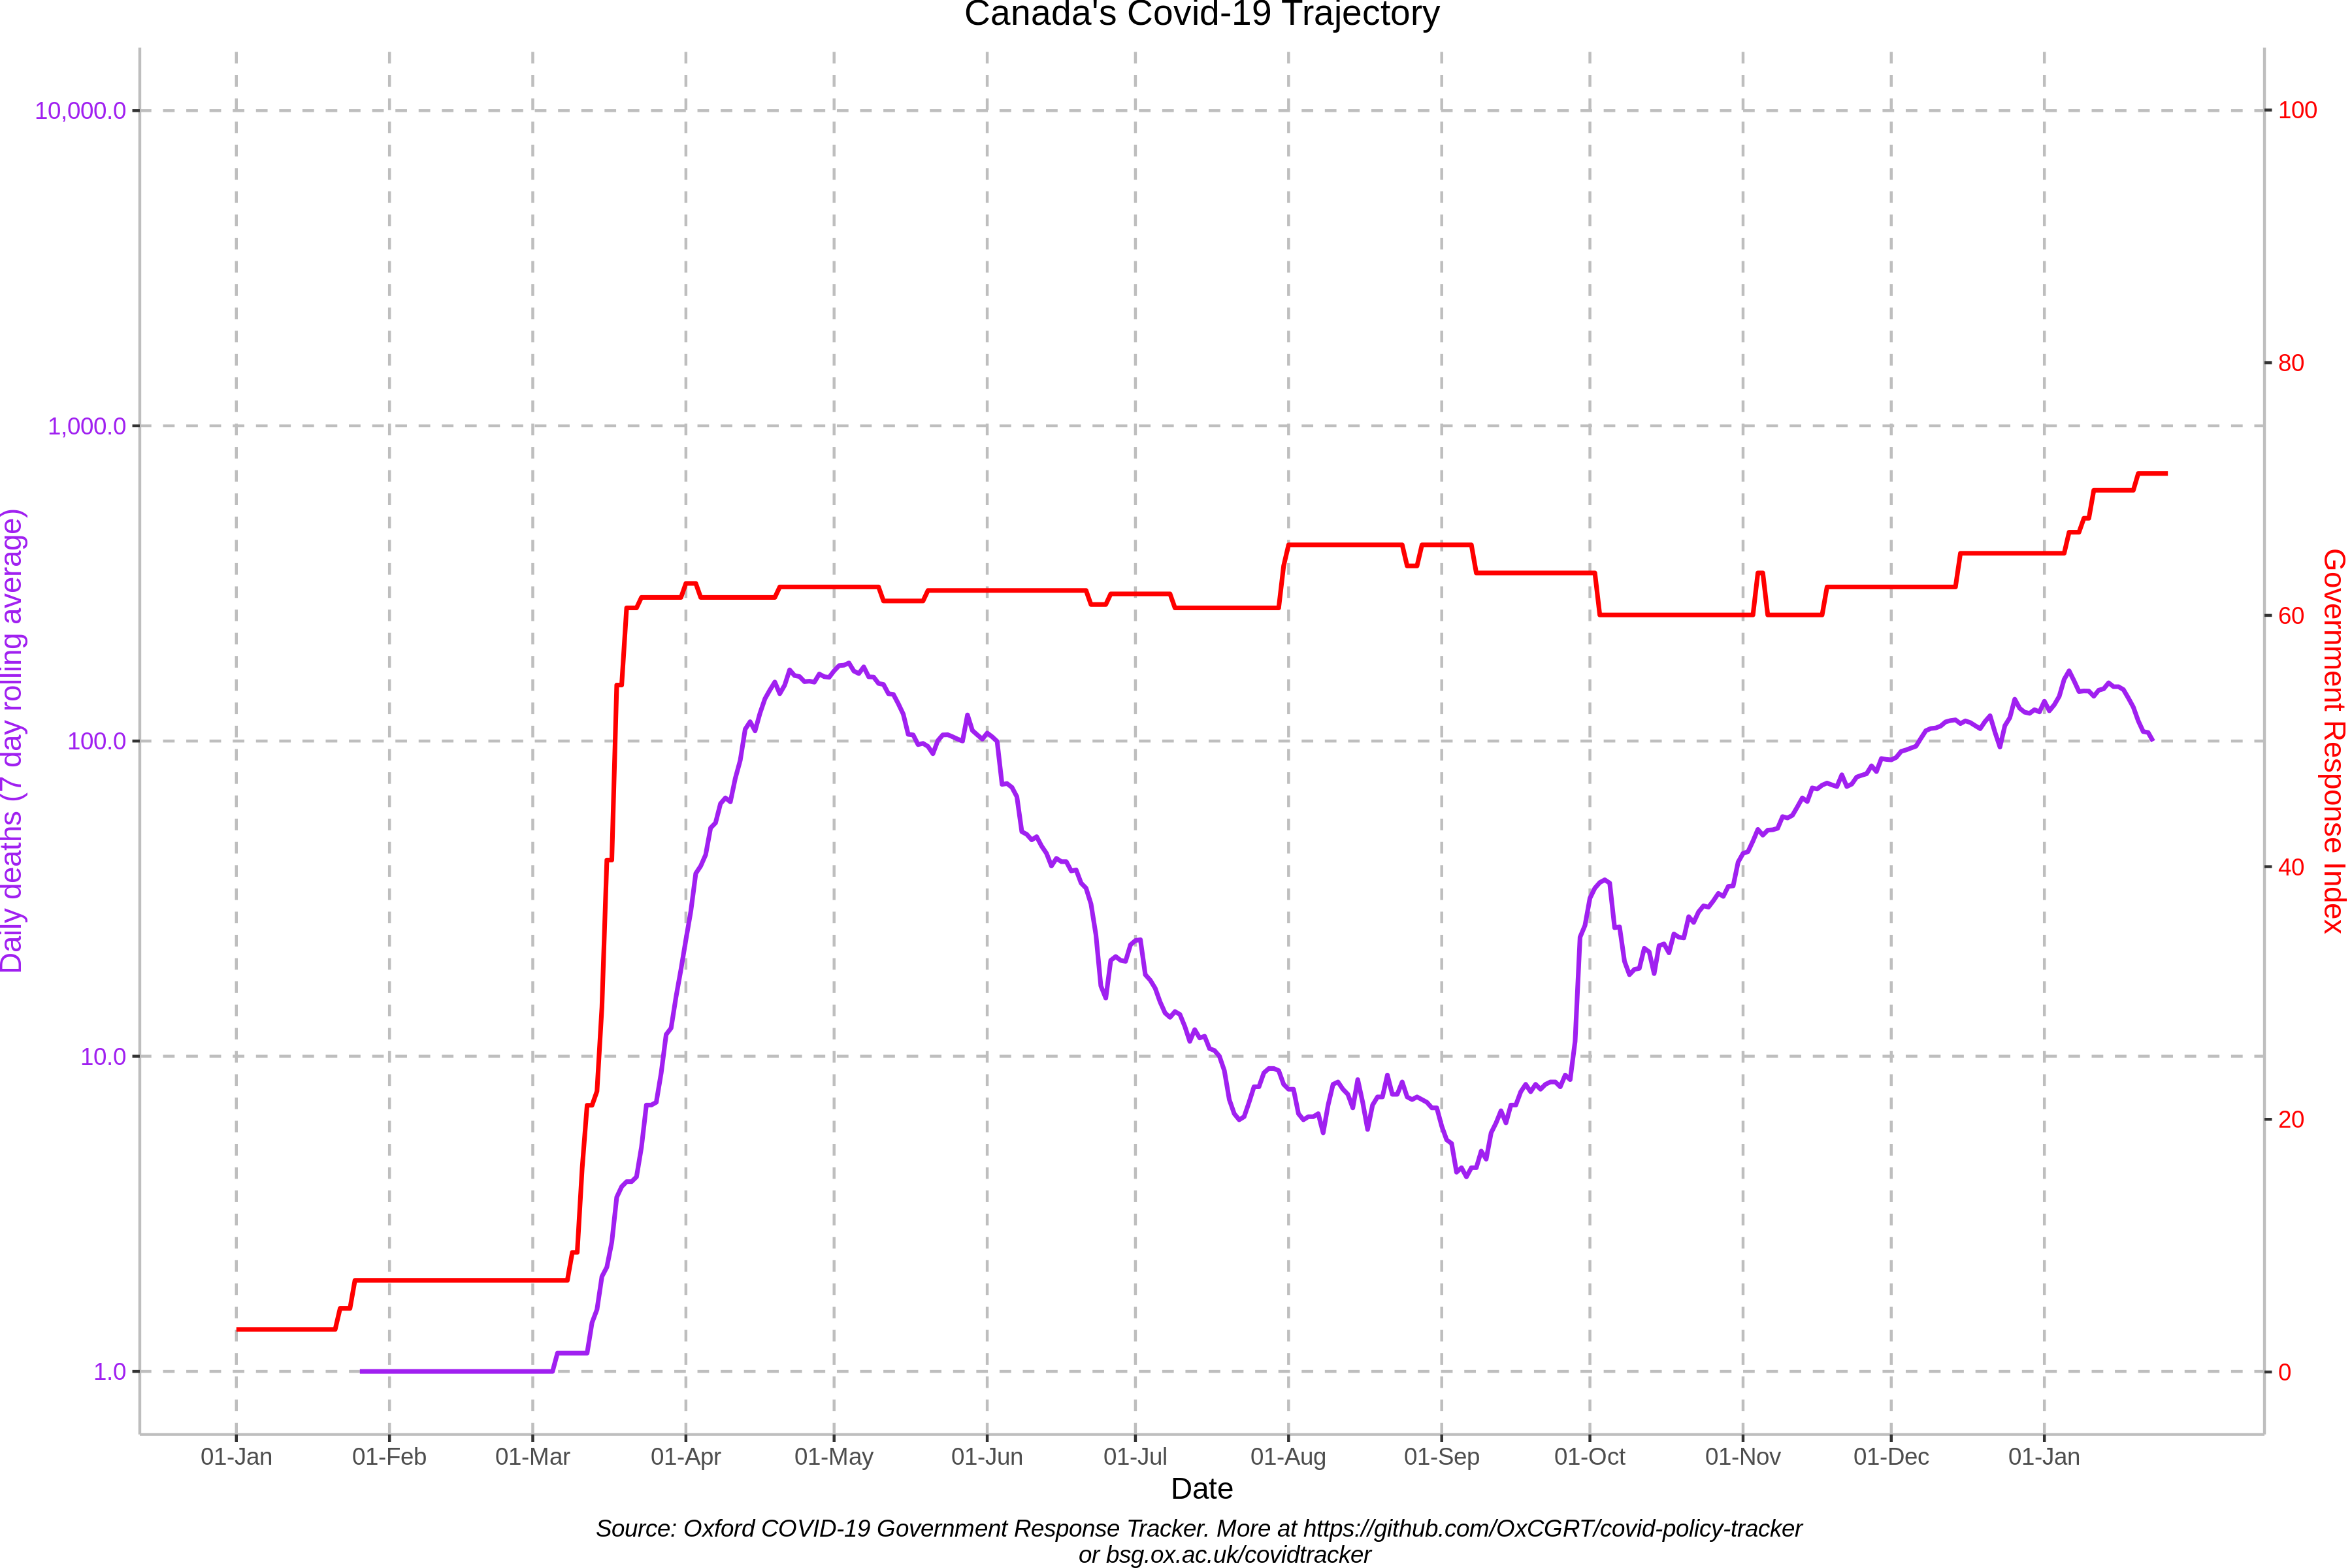 Canada's Covid-19 Trajectory
10,000.0
1,000.0
100.0
10.0
1.0
Daily deaths (7 day rolling average)
100
80
60
40
20
0
Government Response Index
01-Jan 01-Feb 01-Mar 01-Apr 01-May 01-Jun 01-Jul 01-Aug 01-Sep 01-Oct 01-Nov 01-Dec 01-Jan
Date
Source: Oxford COVID-19 Government Response Tracker. More at https://github.com/OxCGRT/covid-policy-tracker
or bsg.ox.ac.uk/covidtracker